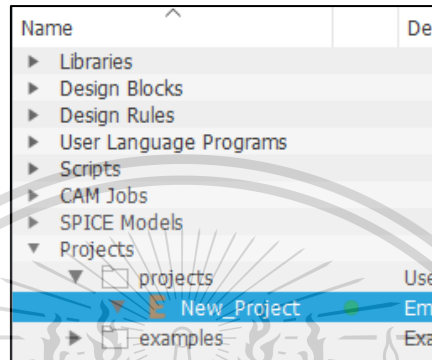 Name De
Libraries
Design Blocks
Design Rules
User Language Programs
Scripts
CAM Jobs
SPICE Models
Projects
projects Use
E New_Project Em
examples Exa